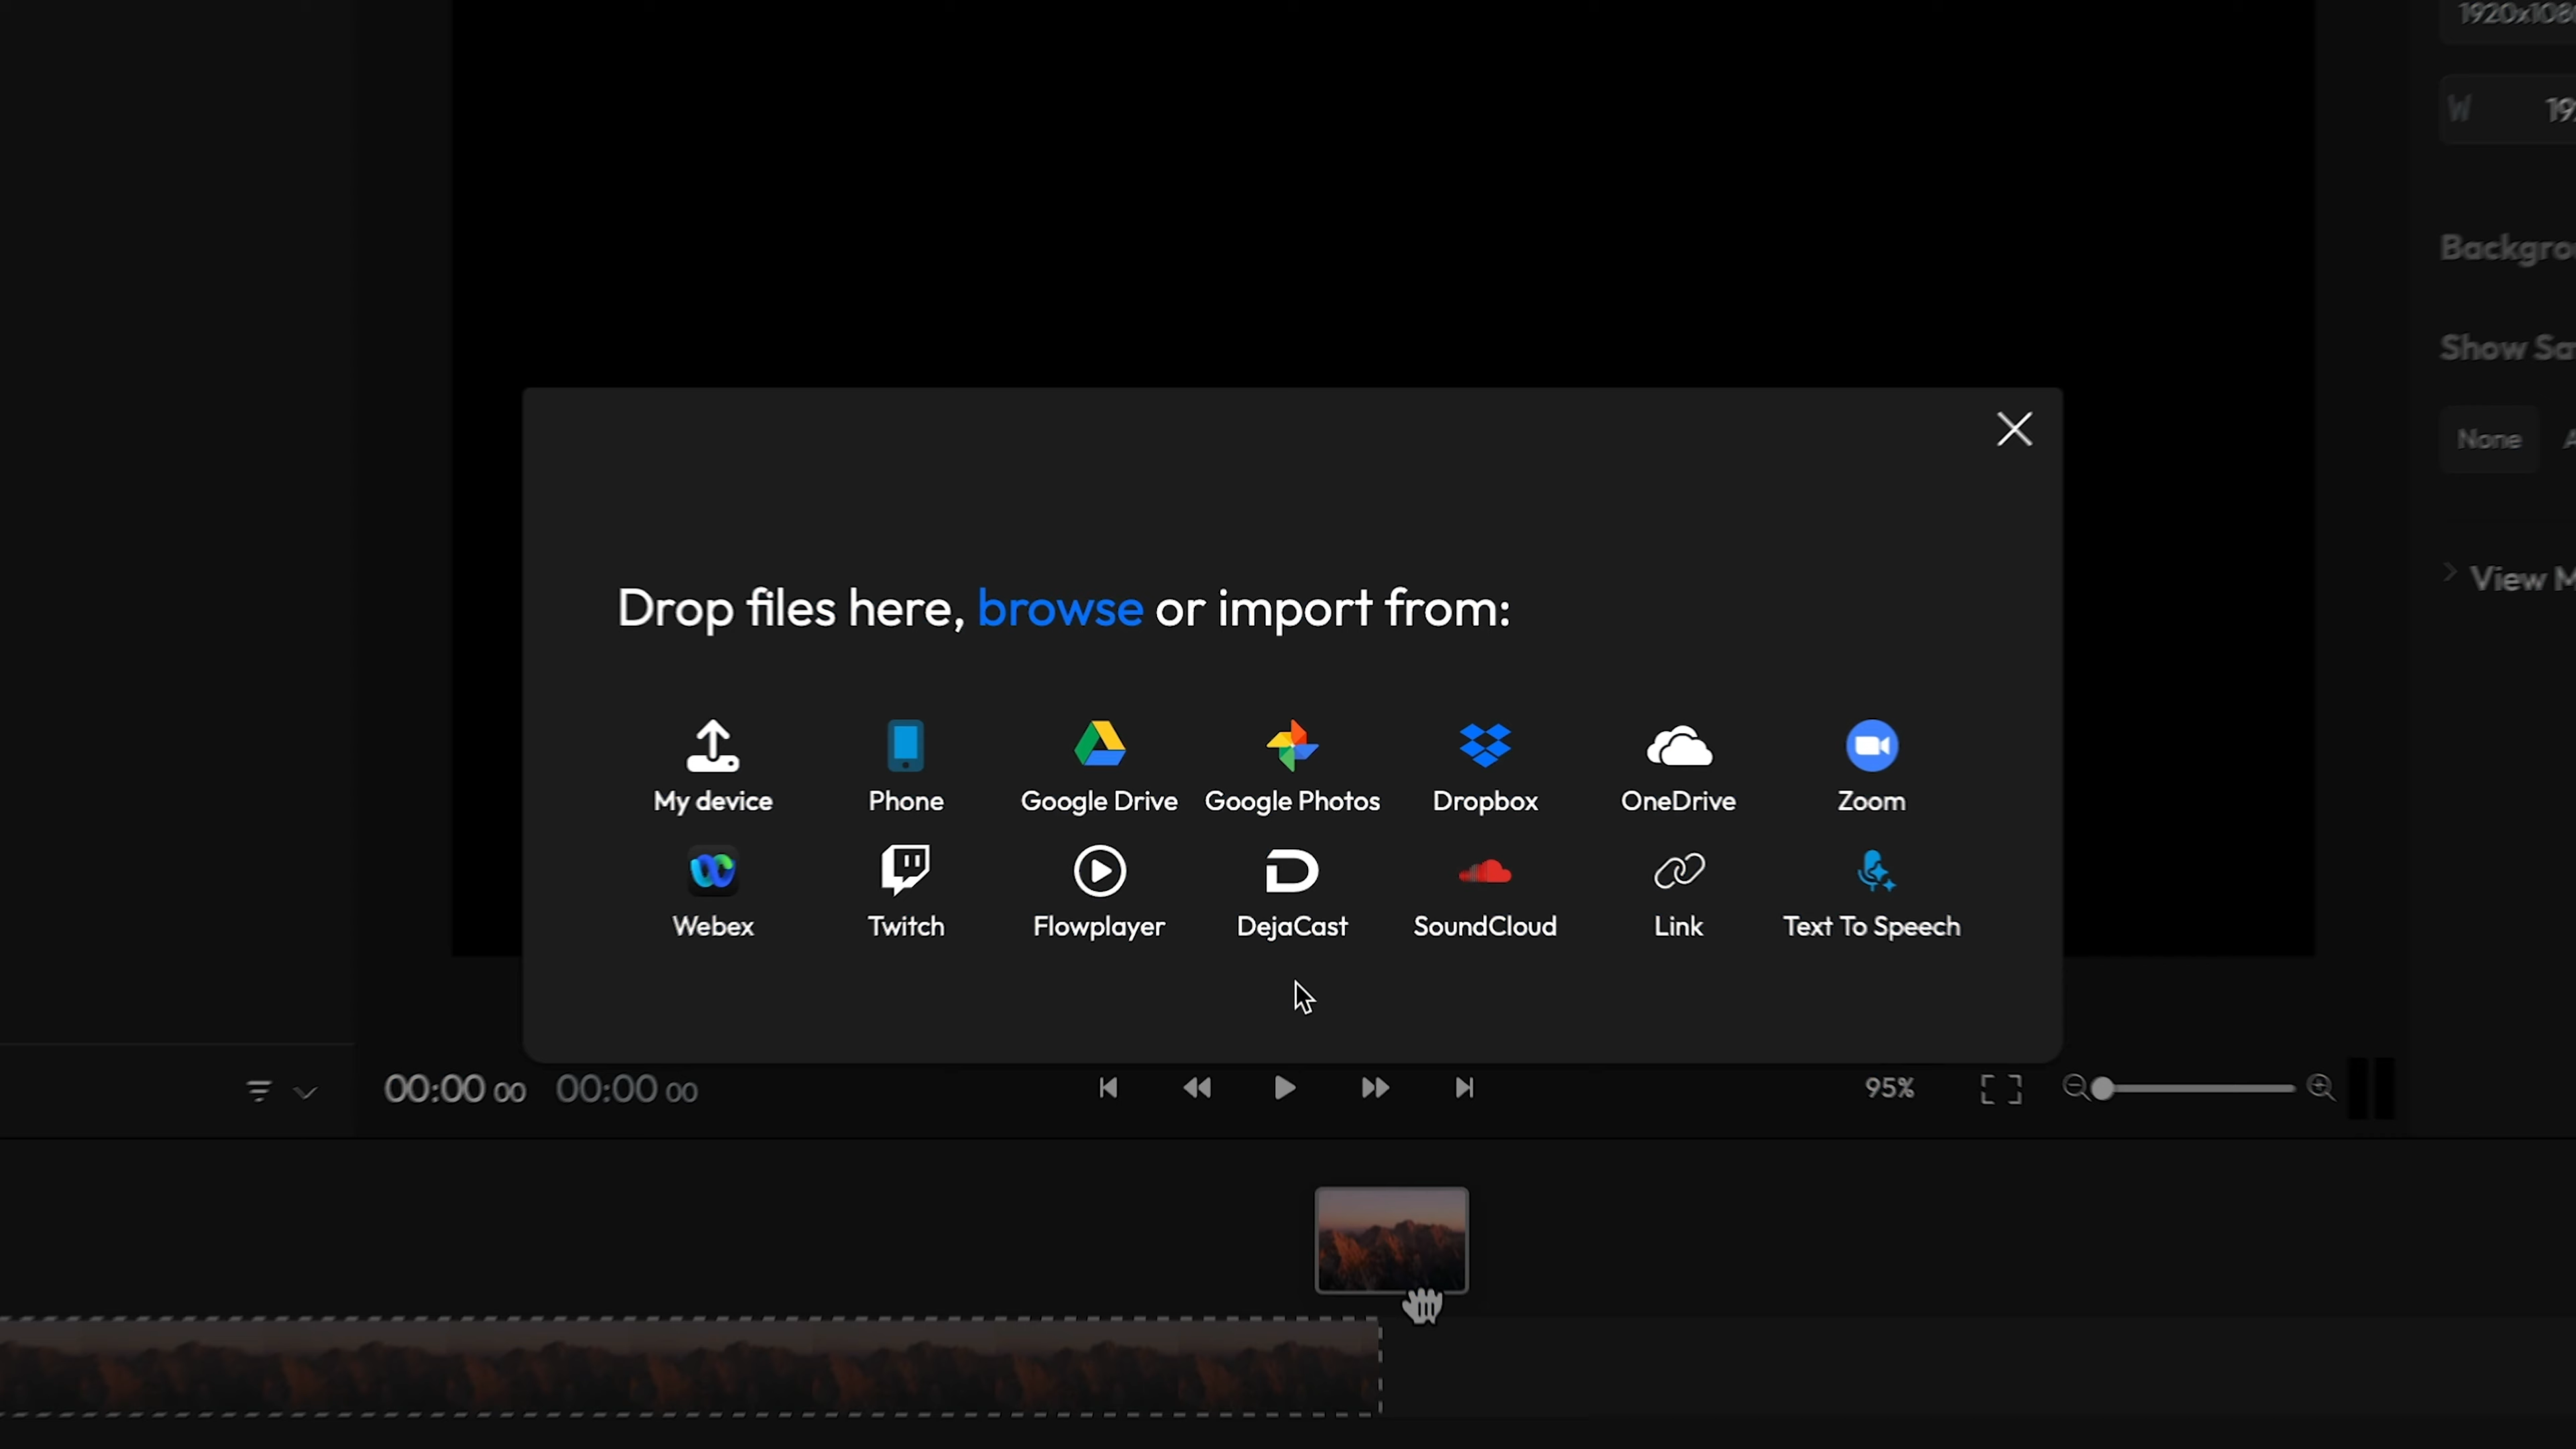 1920x108
W 19
Backgro
Show Sa
None A
View M
Drop files here, browse or import from:
My device Phone Google Drive Google Photos Dropbox OneDrive Zoom
Webex Twitch Flowplayer DejaCast SoundCloud Link Text To Speech
00:00 00 00:00 00 95%